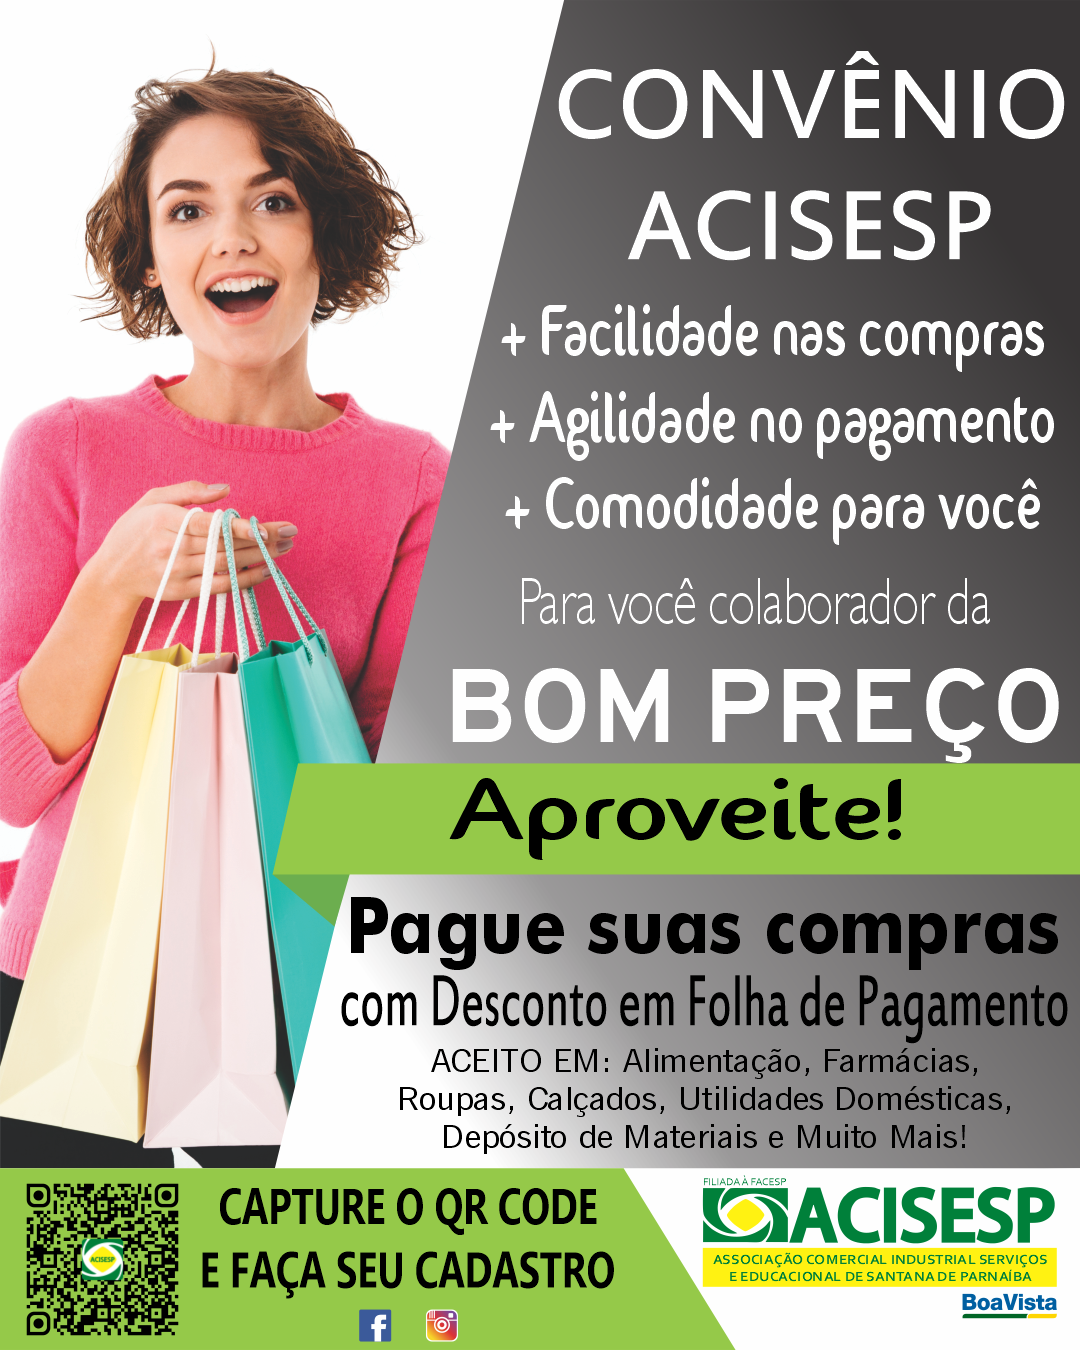 CONVÊNIO
ACISESP
+ Facilidade nas compras
+ Agilidade no pagamento
+ Comodidade para você
Para você colaborador da
BOM PREÇO
Aproveite!
Pague suas compras
com Desconto em Folha de Pagamento
ACEITO EM: Alimentação, Farmácias,
Roupas, Calçados, Utilidades Domésticas,
Depósito de Materiais e Muito Mais!
CAPTURE O QR CODE
E FAÇA SEU CADASTRO
ACISESP
FILIADA À FACESP
ACISESP
ASSOCIAÇÃO COMERCIAL INDUSTRIAL SERVIÇOS
E EDUCACIONAL DE SANTANA DE PARNAÍBA
BoaVista